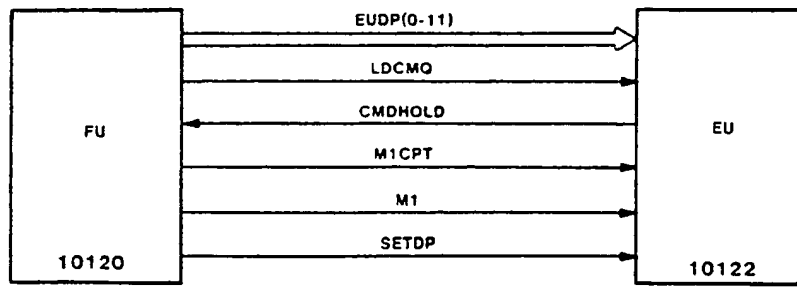 EUDP(0-11)
LDCMQ
CMDHOLD
FU
EU
M1CPT
M1
SETDP
10120
10122